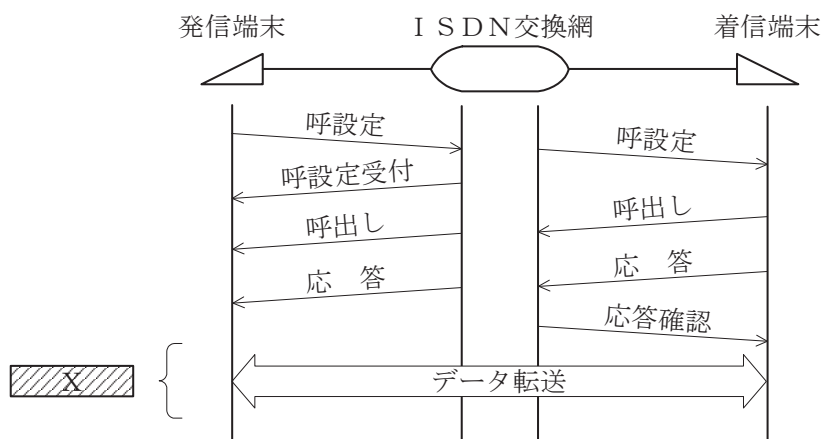 発信端末 ＩＳＤＮ交換網 着信端末
呼設定
呼設定
呼設定受付
呼出し
呼出し
応　答
応　答
応答確認
X
データ転送